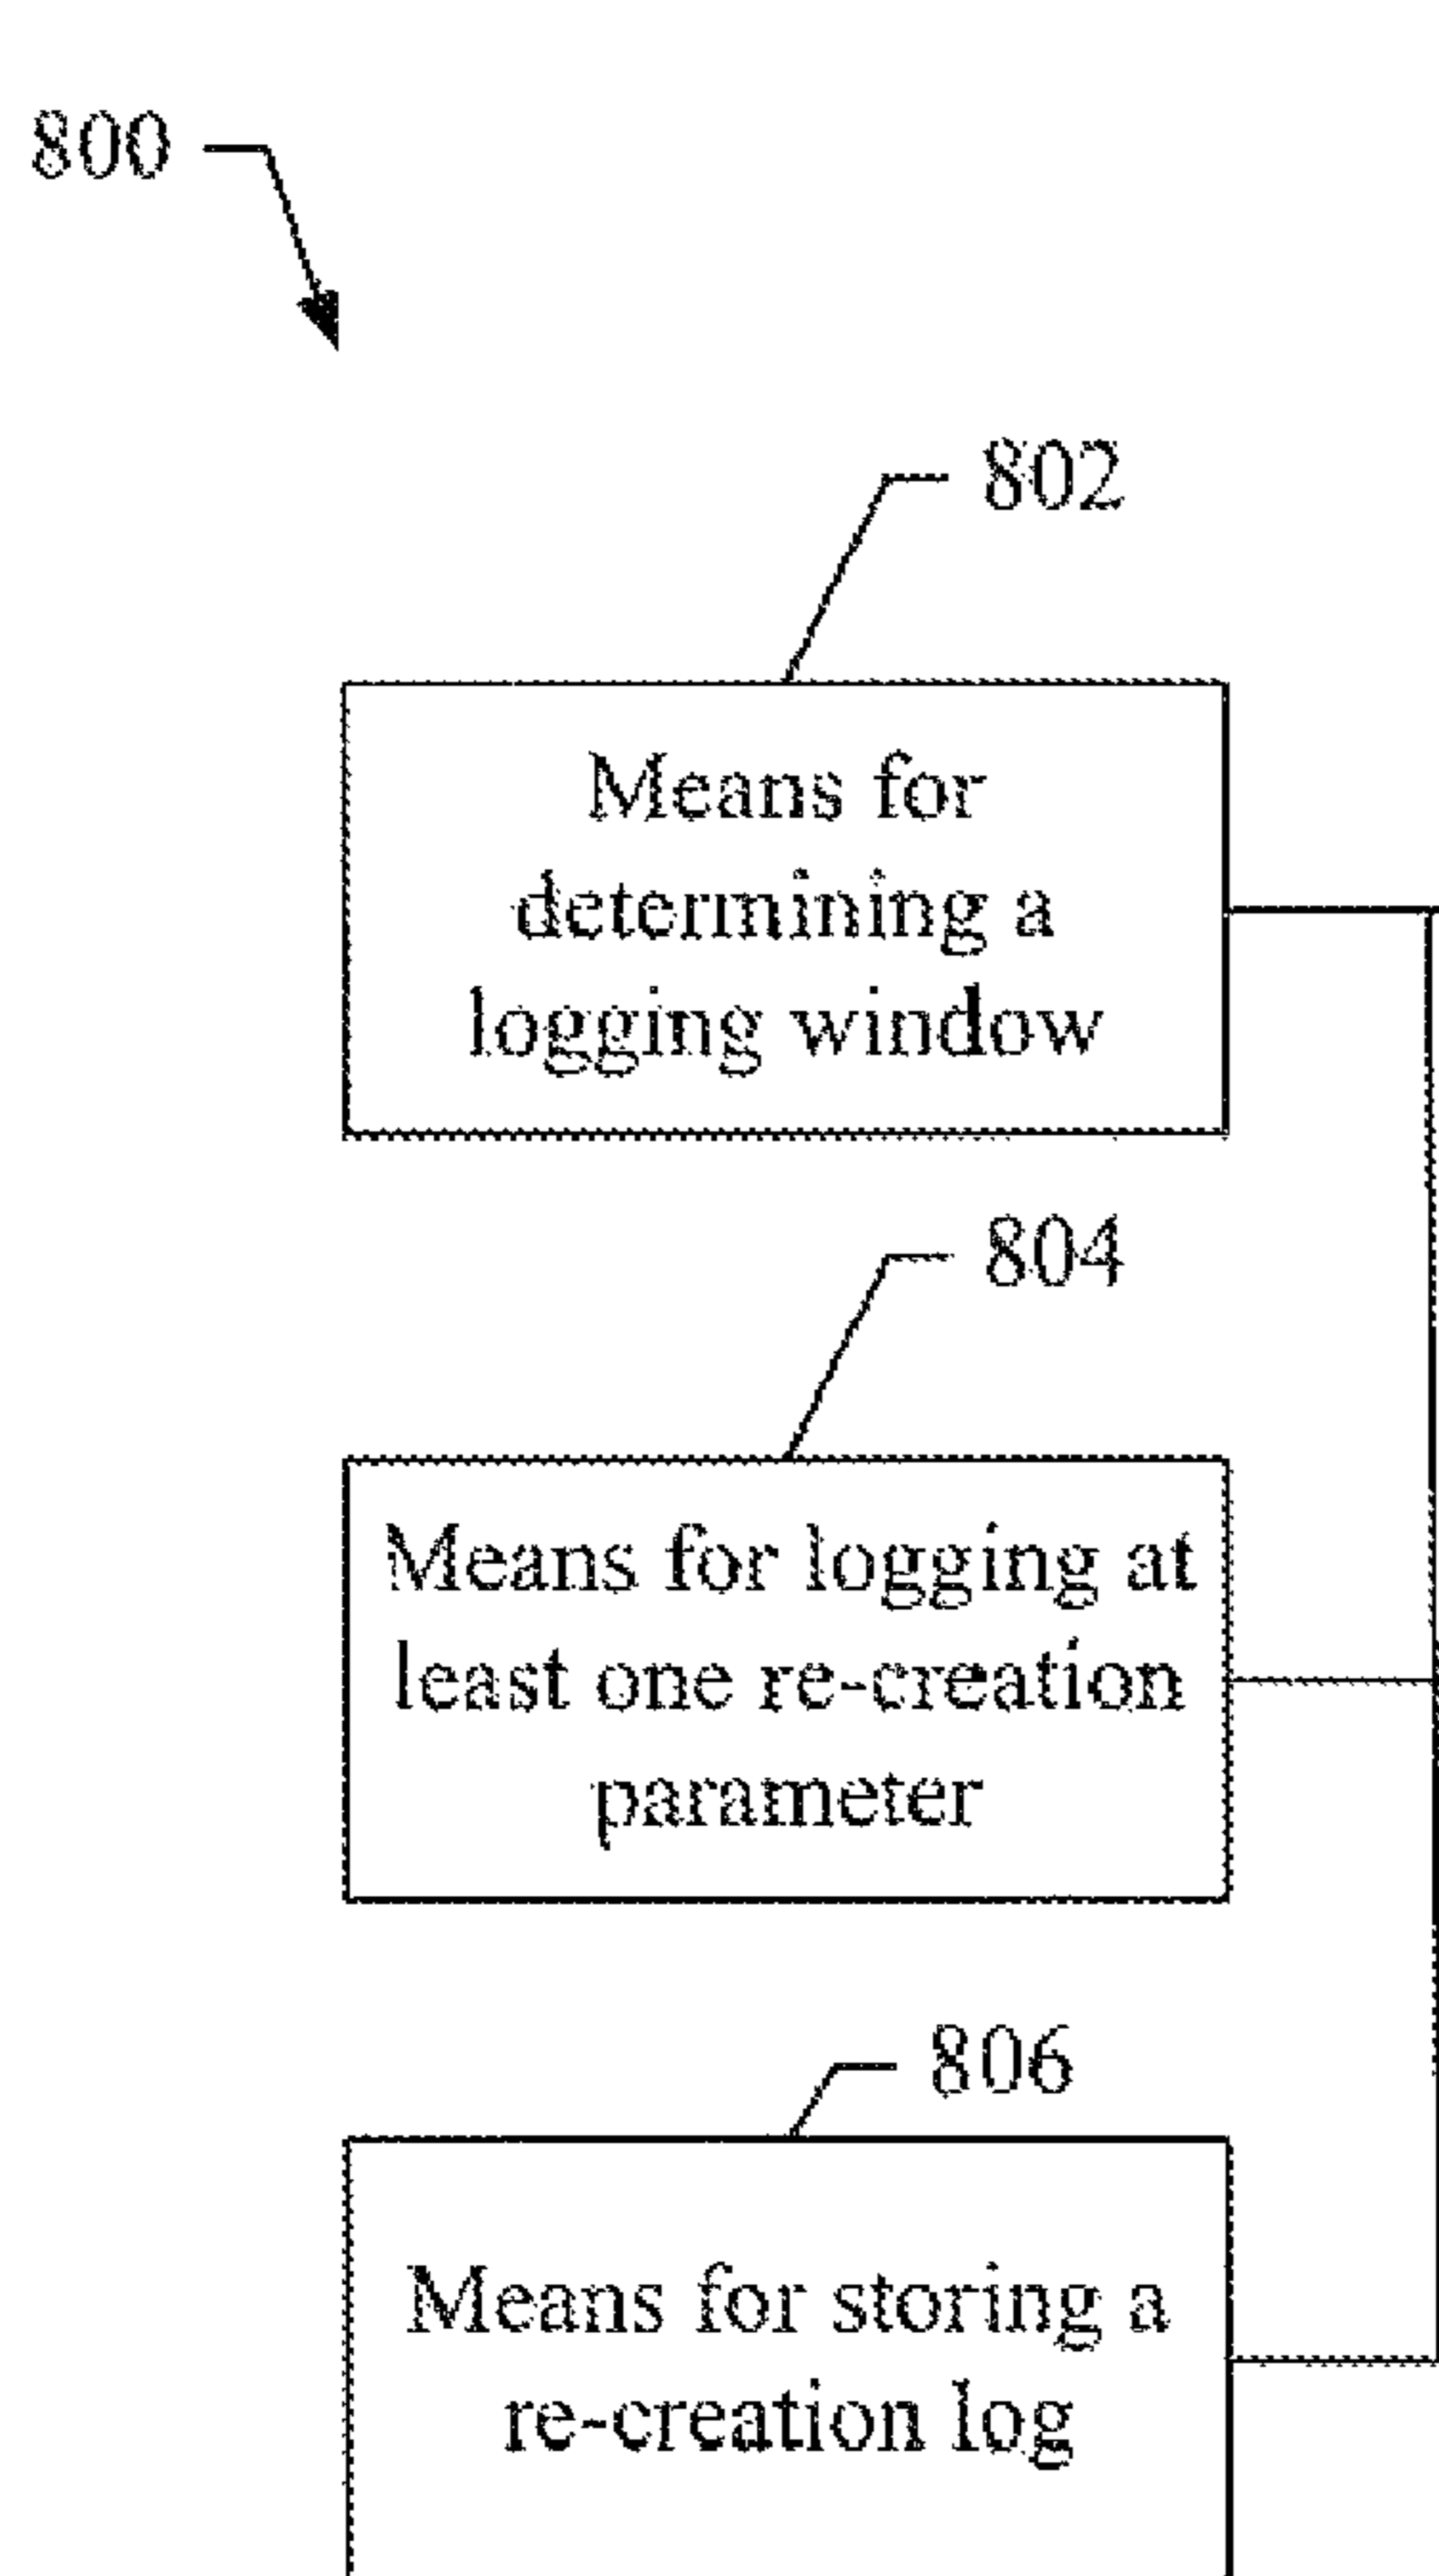 800
802
Means for
determining a
logging window
804
Means for logging at
least one re-creation
parameter
806
Means for storing a
re-creation log